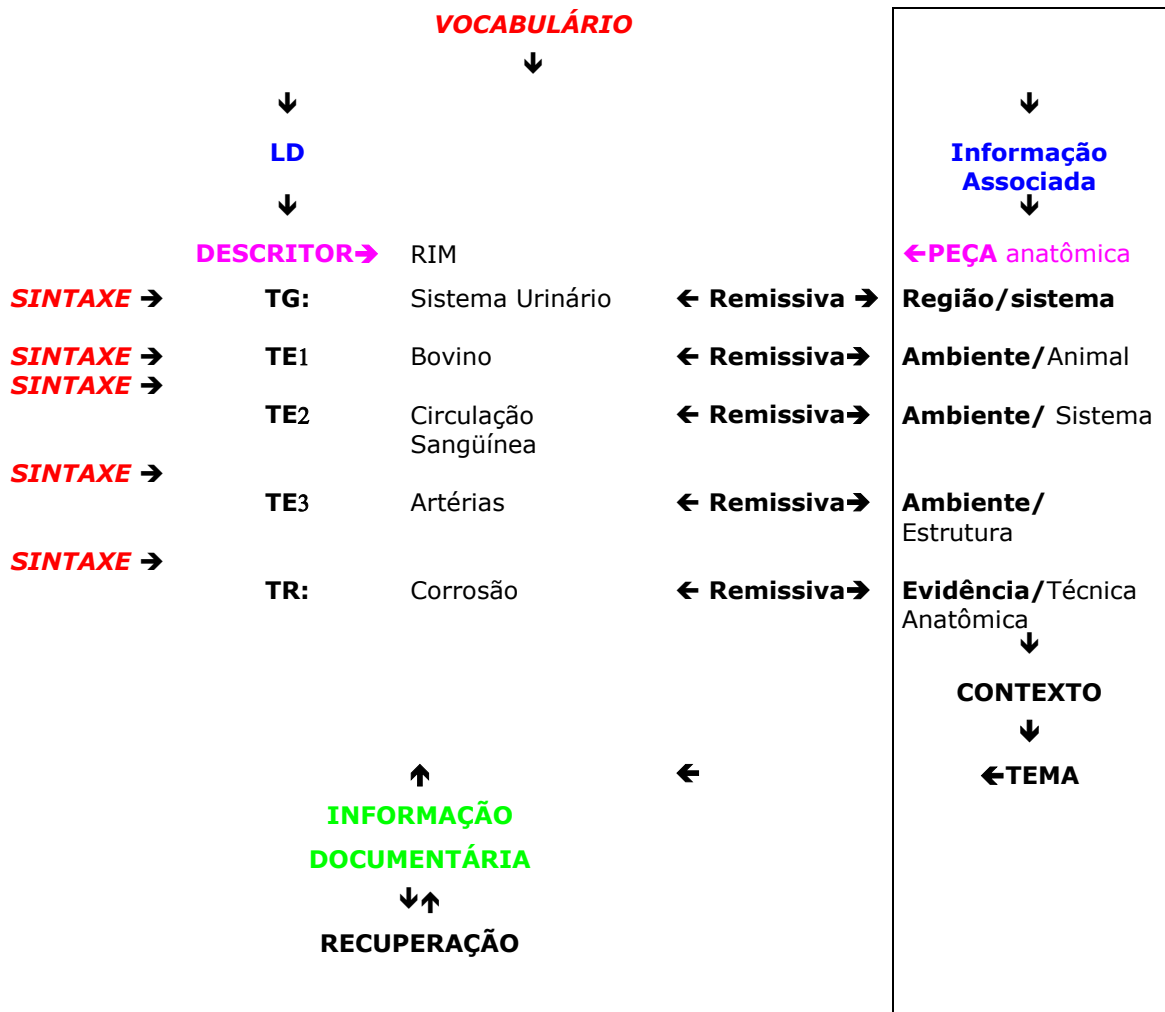 VOCABULÁRIO
LD
Informação
Associada
DESCRITOR RIM PEÇA anatômica
SINTAXE TG: Sistema Urinário Remissiva Região/sistema
SINTAXE TE1 Bovino Remissiva Ambiente/Animal
SINTAXE
TE2 Circulação Remissiva Ambiente/ Sistema
Sangüínea
SINTAXE
TE3 Artérias Remissiva Ambiente/
Estrutura
SINTAXE
TR: Corrosão Remissiva Evidência/Técnica
Anatômica
CONTEXTO
TEMA
INFORMAÇÃO
DOCUMENTÁRIA
RECUPERAÇÃO